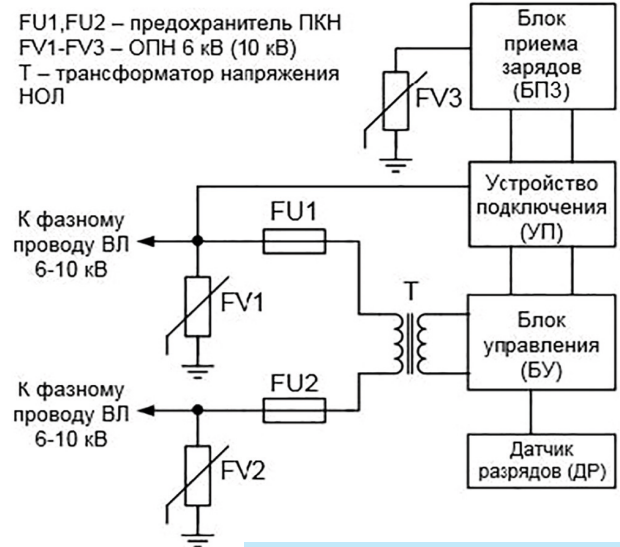 FU1,FU2 – предохранитель ПКН
FV1-FV3 – ОПН 6 кВ (10 кВ)
T – трансформатор напряжения
НОЛ
Блок
приема
зарядов
(БПЗ)
FV3
Устройство
подключения
(УП)
К фазному
проводу ВЛ
6-10 кВ
FU1
FV1
T
Блок
управления
(БУ)
К фазному
проводу ВЛ
6-10 кВ
FU2
FV2
Датчик
разрядов (ДР)